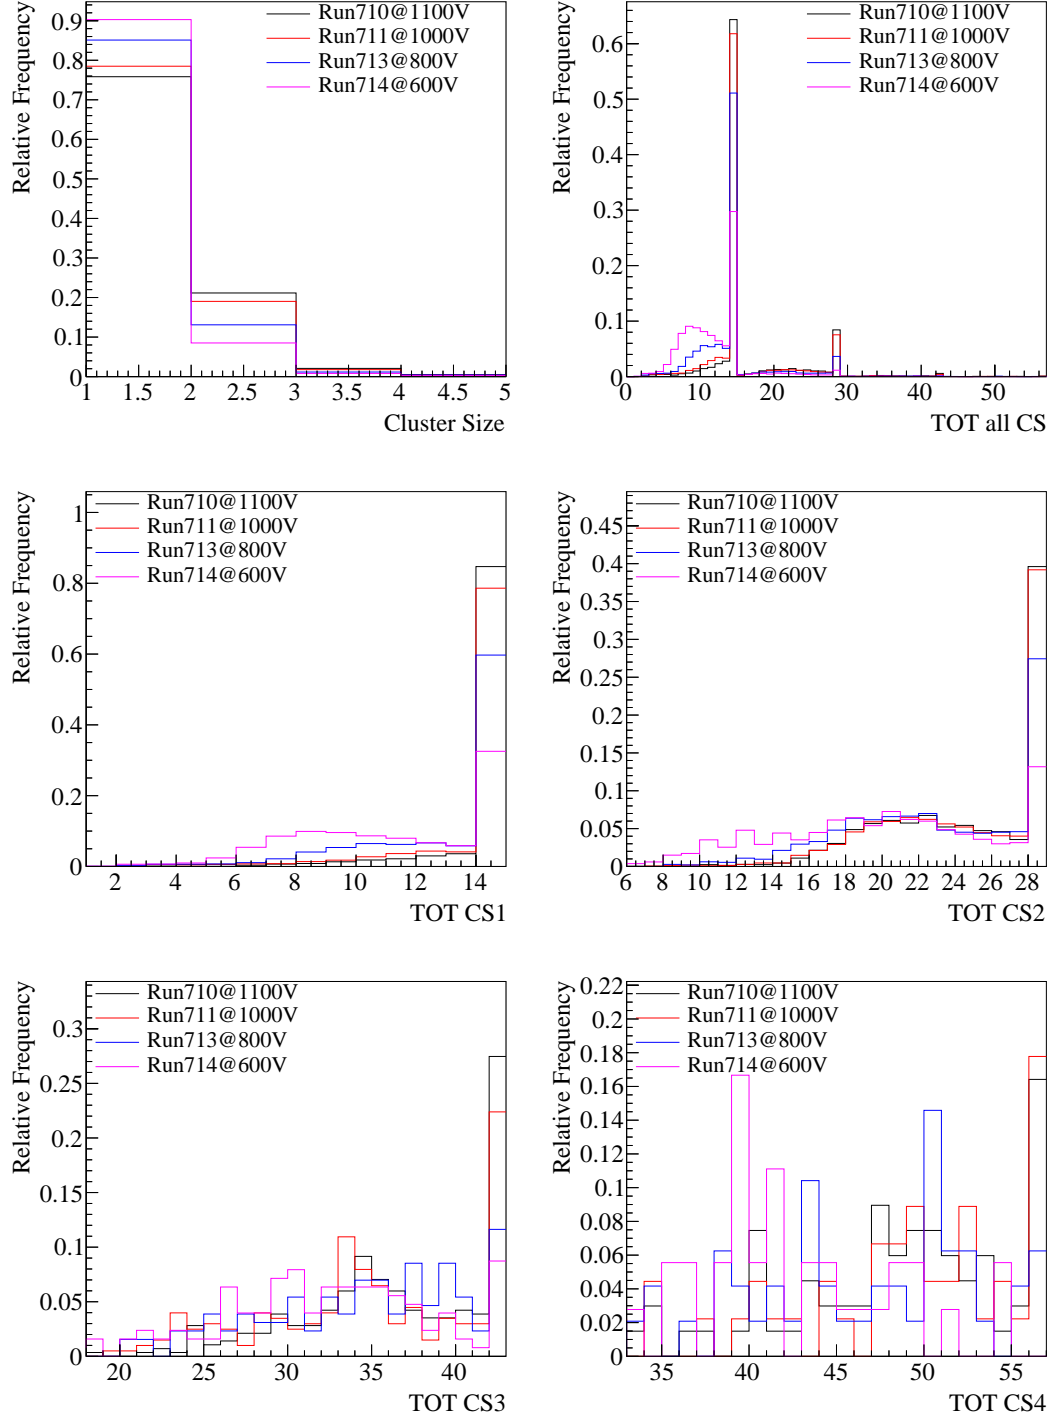 Relative Frequency
0.9
0.8
0.7
0.6
0.5
0.4
0.3
0.2
0.1
0
1 1.5 2 2.5 3 3.5 4 4.5 5
Cluster Size
Run710@1100V
Run711@1000V
Run713@800V
Run714@600V
Relative Frequency
0.6
0.5
0.4
0.3
0.2
0.1
0
0 10 20 30 40 50
TOT all CS
Run710@1100V
Run711@1000V
Run713@800V
Run714@600V
Relative Frequency
1
0.8
0.6
0.4
0.2
0
2 4 6 8 10 12 14
TOT CS1
Run710@1100V
Run711@1000V
Run713@800V
Run714@600V
Relative Frequency
0.45
0.4
0.35
0.3
0.25
0.2
0.15
0.1
0.05
0
6 8 10 12 14 16 18 20 22 24 26 28
TOT CS2
Run710@1100V
Run711@1000V
Run713@800V
Run714@600V
Relative Frequency
0.3
0.25
0.2
0.15
0.1
0.05
0
20 25 30 35 40
TOT CS3
Run710@1100V
Run711@1000V
Run713@800V
Run714@600V
Relative Frequency
0.22
0.2
0.18
0.16
0.14
0.12
0.1
0.08
0.06
0.04
0.02
0
35 40 45 50 55
TOT CS4
Run710@1100V
Run711@1000V
Run713@800V
Run714@600V